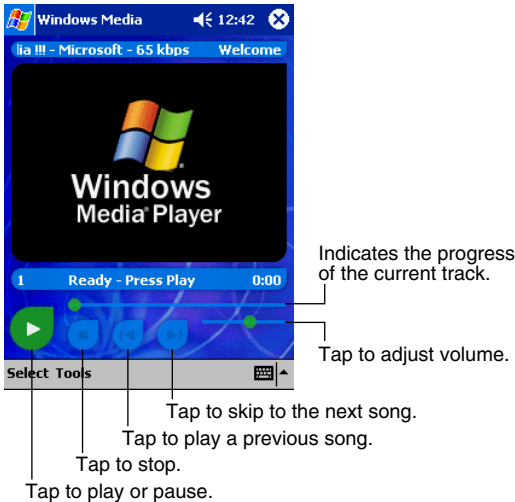 Windows Media 12:42
lia !!! - Microsoft - 65 kbps Welcome
Windows
Media Player
1 Ready - Press Play 0:00
Indicates the progress
of the current track.
Tap to adjust volume.
Select Tools
Tap to skip to the next song.
Tap to play a previous song.
Tap to stop.
Tap to play or pause.